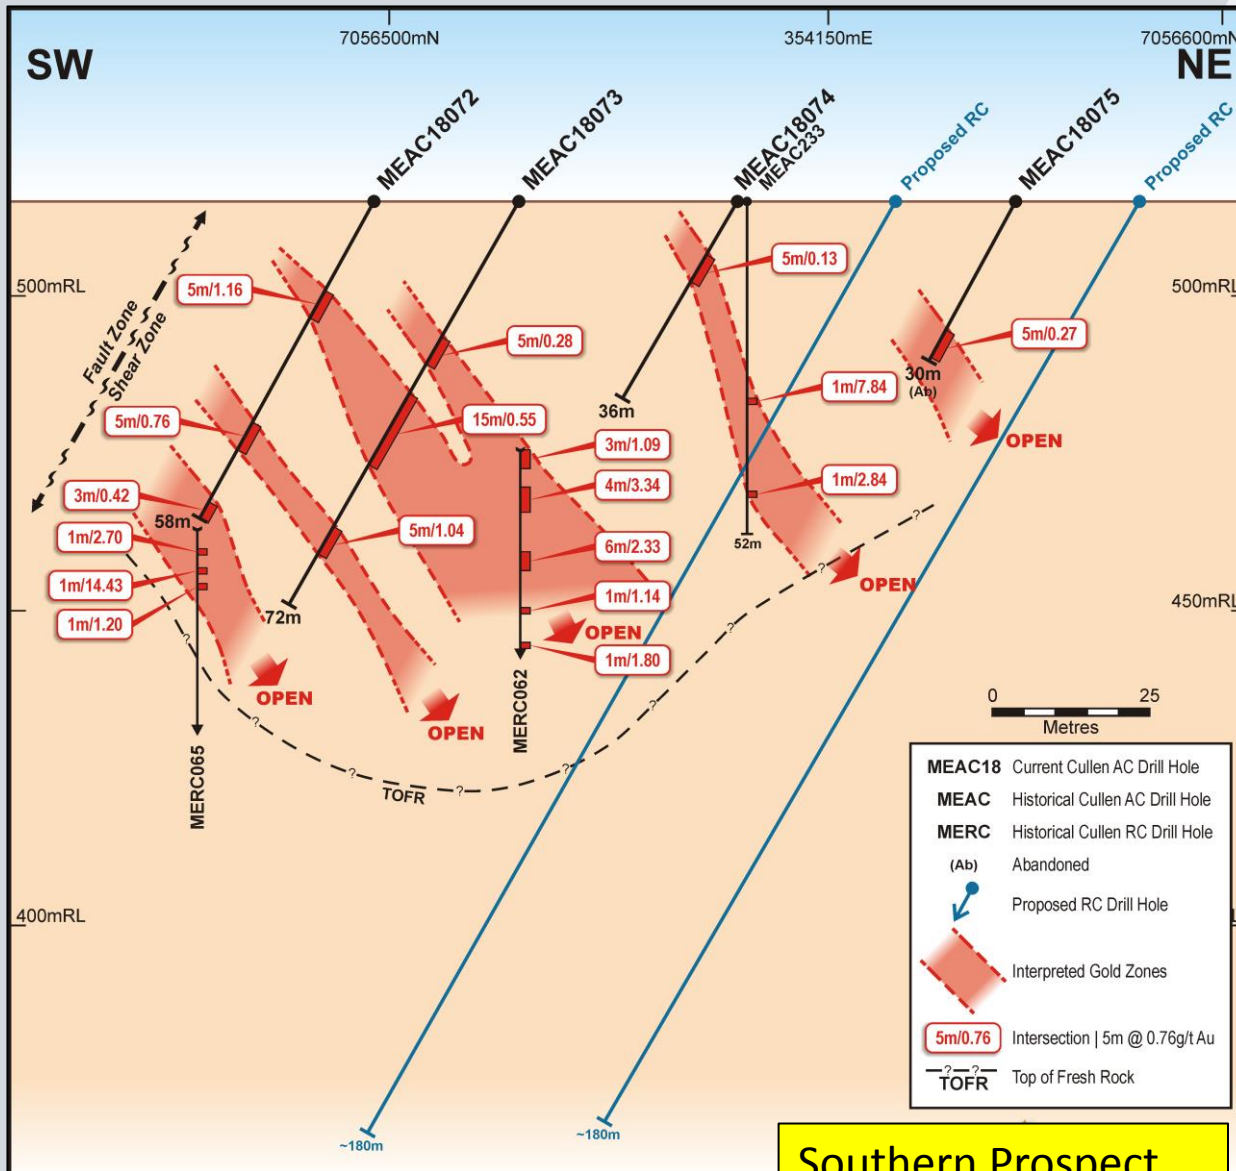 7056500mN
354150mE
7056600mN
SW
NE
MEAC18072
MEAC18073
MEAC18074
MEAC233
Proposed RC
MEAC18075
Proposed RC
500mRL
500mRL
Fault Zone
Shear Zone
5m/1.16
5m/0.13
5m/0.28
5m/0.27
30m
(Ab)
1m/7.84
36m
5m/0.76
15m/0.55
OPEN
3m/1.09
4m/3.34
1m/2.84
3m/0.42
58m
1m/2.70
5m/1.04
52m
6m/2.33
1m/14.43
OPEN
1m/1.20
72m
1m/1.14
450mRL
OPEN
1m/1.80
OPEN
OPEN
MERC065
MERC062
TOFR
? ? ? ? ? ? ? ? ?
0 25
Metres
MEAC18 Current Cullen AC Drill Hole
MEAC Historical Cullen AC Drill Hole
MERC Historical Cullen RC Drill Hole
(Ab) Abandoned
Proposed RC Drill Hole
400mRL
Interpreted Gold Zones
5m/0.76 Intersection | 5m @ 0.76g/t Au
? ?
TOFR Top of Fresh Rock
~180m
~180m
Southern Prospect